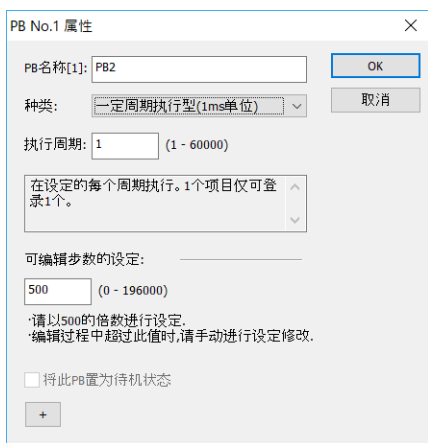 PB No.1 属性
PB名称[1]: PB2
OK
种类: 一定周期执行型(1ms单位)
取消
执行周期: 1 (1 - 60000)
在设定的每个周期执行。1个项目仅可登
录1个。
可编辑步数的设定:
500 (0 - 196000)
·请以500的倍数进行设定.
·编辑过程中超过此值时,请手动进行设定修改.
将此PB置为待机状态
+